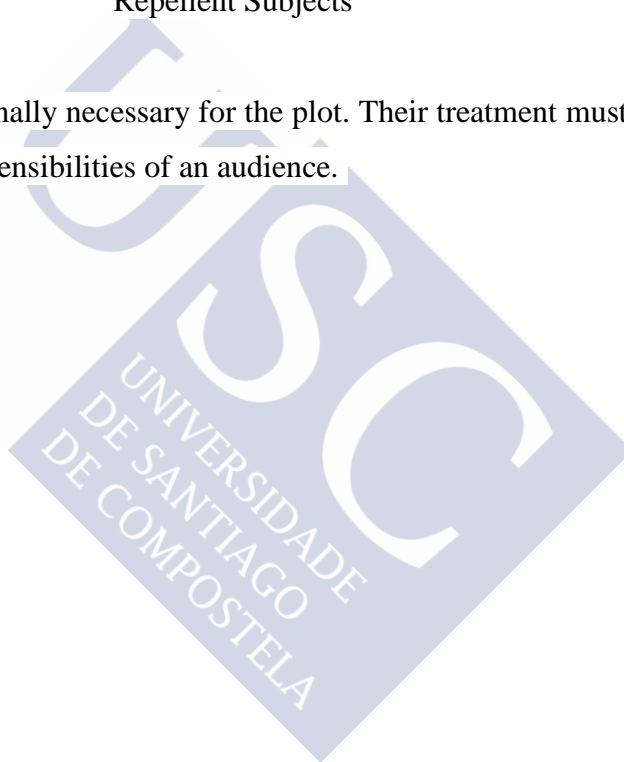 Repellent Subjects
nally necessary for the plot. Their treatment must
ensibilities of an audience.
USC
UNIVERSIDADE
DE SANTIAGO
DE COMPOSTELA